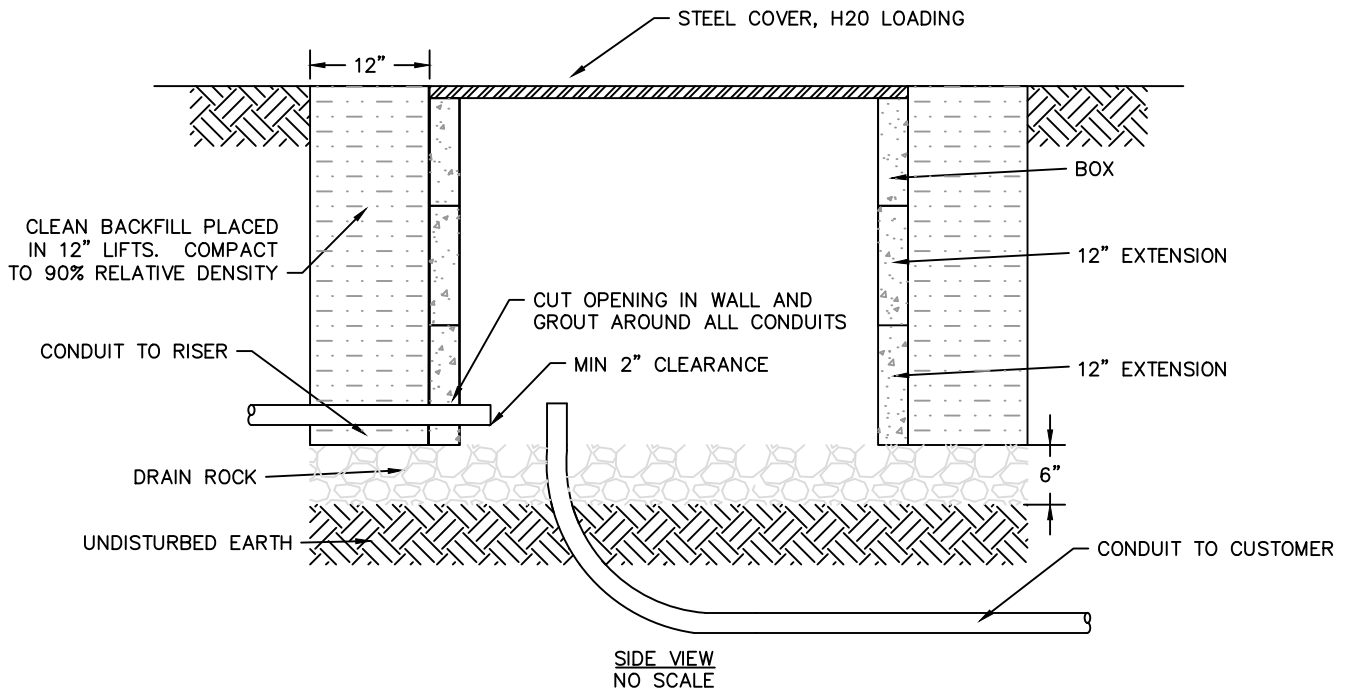 STEEL COVER, H20 LOADING
12”
BOX
CLEAN BACKFILL PLACED
IN 12” LIFTS. COMPACT
TO 90% RELATIVE DENSITY
12” EXTENSION
CUT OPENING IN WALL AND
GROUT AROUND ALL CONDUITS
CONDUIT TO RISER
MIN 2” CLEARANCE
12” EXTENSION
DRAIN ROCK
6”
UNDISTURBED EARTH
CONDUIT TO CUSTOMER
SIDE VIEW
NO SCALE